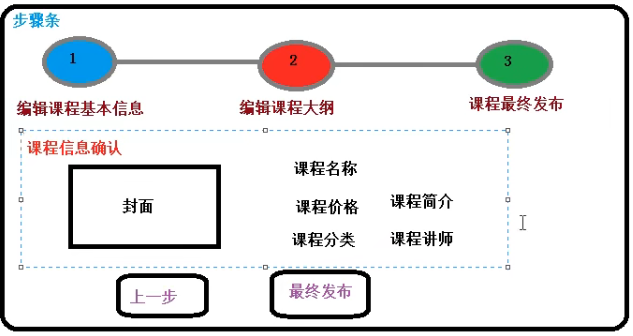 步骤条
1
2
3
编辑课程基本信息
编辑课程大纲
课程最终发布
课程信息确认
封面
课程名称
课程价格
课程简介
课程分类
课程讲师
上一步
最终发布